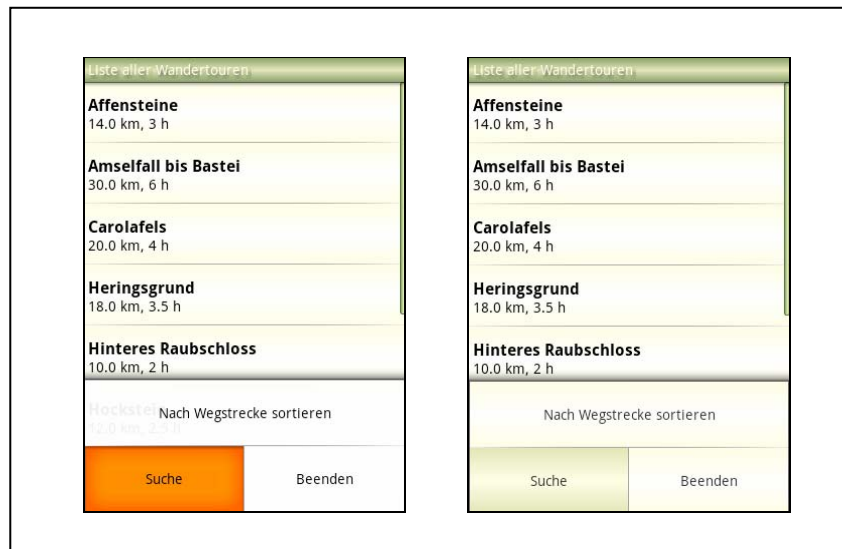 Liste aller Wandertouren
Affensteine
14.0 km, 3 h
Amselfall bis Bastei
30.0 km, 6 h
Carolafels
20.0 km, 4 h
Heringsgrund
18.0 km, 3.5 h
Hinteres Raubschloss
10.0 km, 2 h
Nach Wegstrecke sortieren
Suche Beenden
Liste aller Wandertouren
Affensteine
14.0 km, 3 h
Amselfall bis Bastei
30.0 km, 6 h
Carolafels
20.0 km, 4 h
Heringsgrund
18.0 km, 3.5 h
Hinteres Raubschloss
10.0 km, 2 h
Nach Wegstrecke sortieren
Suche Beenden